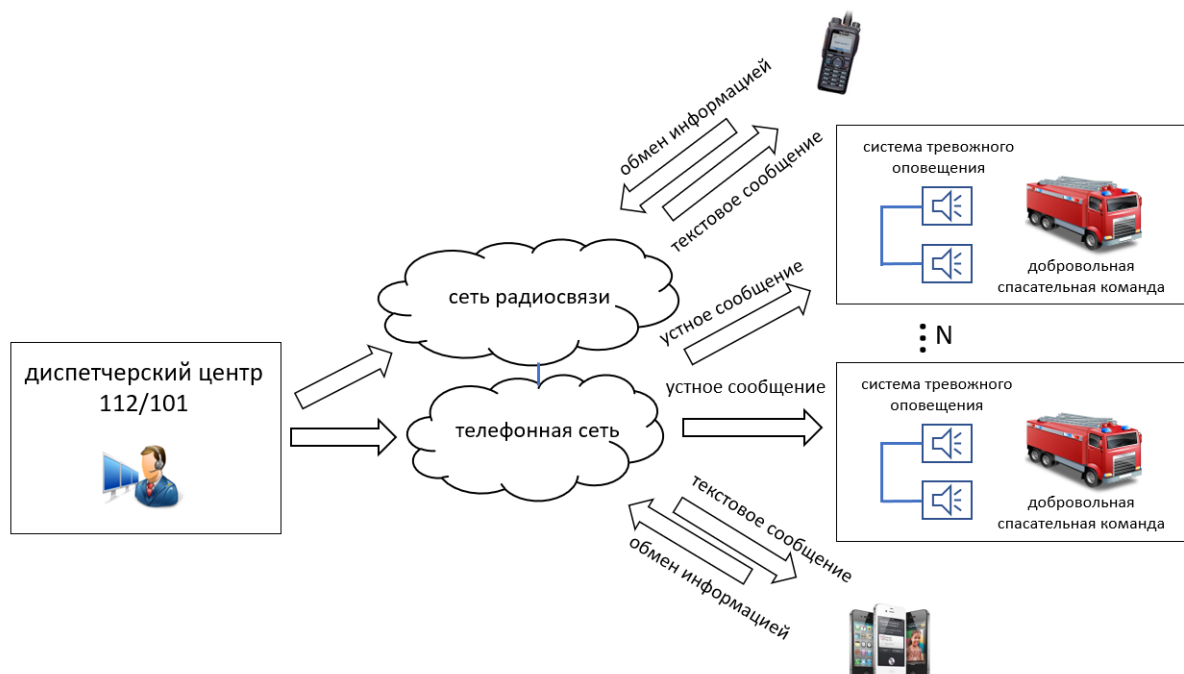 обмен информацией
текстовое сообщение
система тревожного
оповещения
добровольная
спасательная команда
сеть радиосвязи
устное сообщение
N
диспетчерский центр
112/101
телефонная сеть
устное сообщение
система тревожного
оповещения
добровольная
спасательная команда
текстовое сообщение
обмен информацией